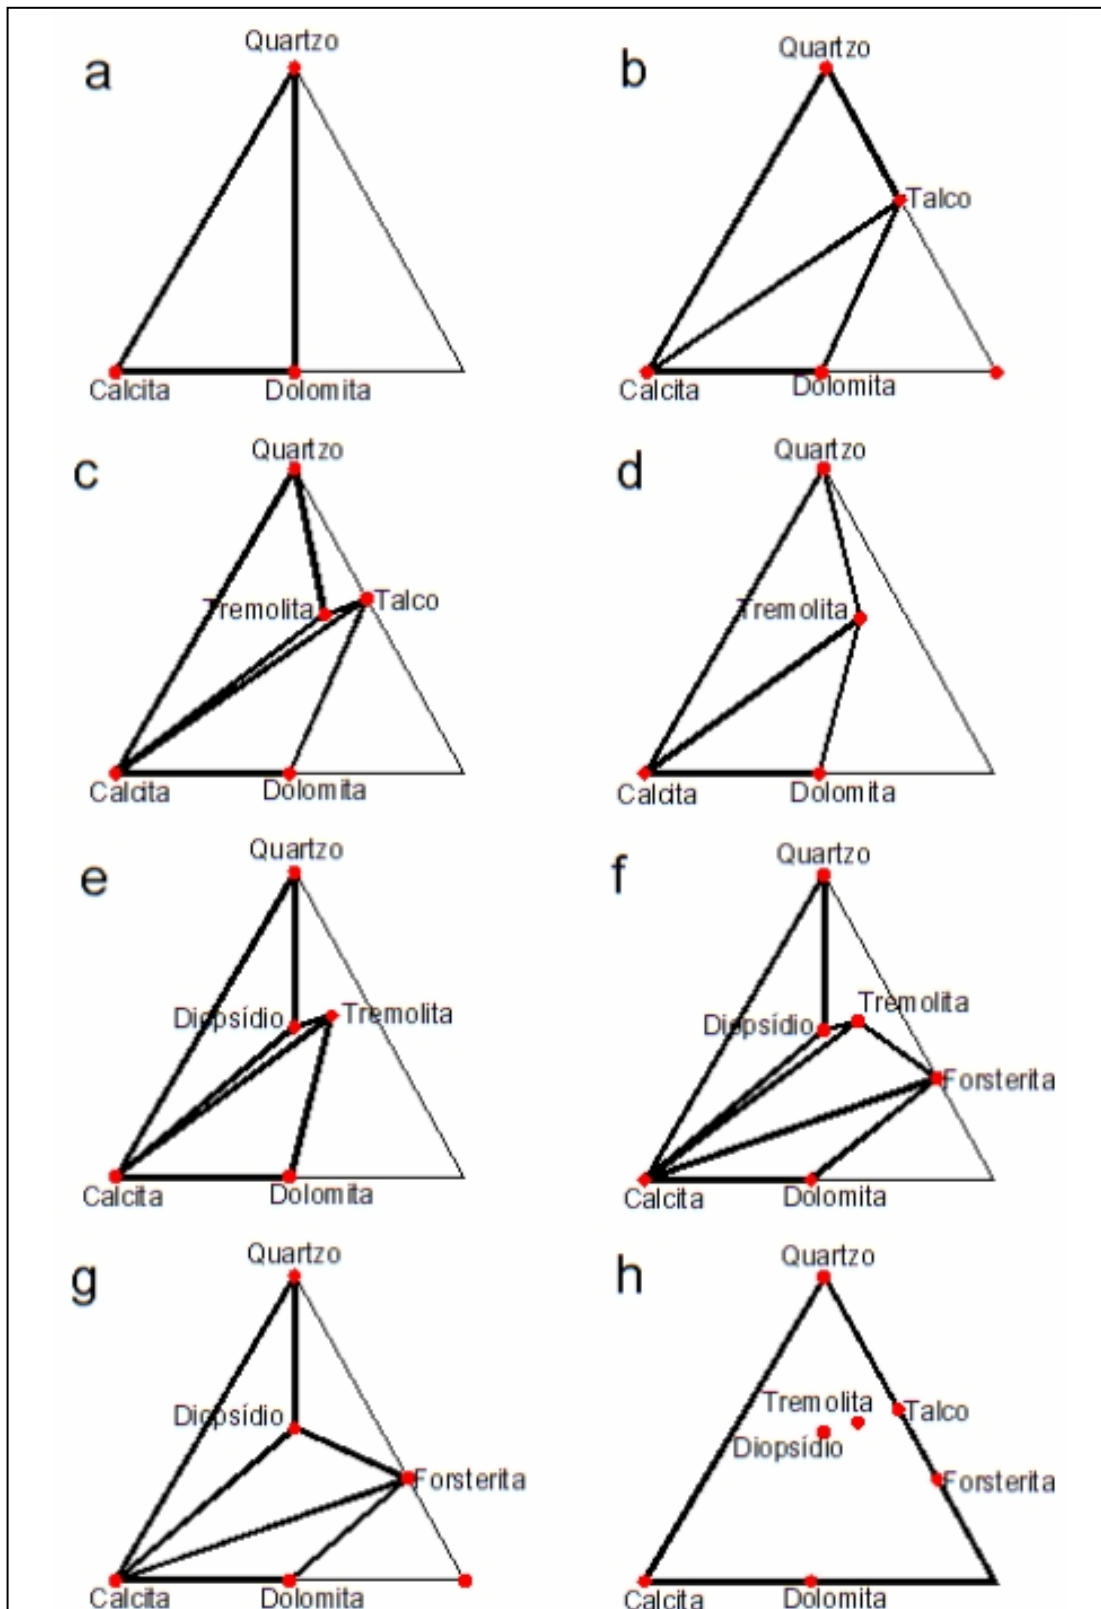 a
Quartzo
Calcita
Dolomita
b
Quartzo
Talco
Calcita
Dolomita
c
Quartzo
Tremolita
Talco
Calcita
Dolomita
d
Quartzo
Tremolita
Calcita
Dolomita
e
Quartzo
Diopsídio
Tremolita
Calcita
Dolomita
f
Quartzo
Tremolita
Diopsídio
Forsterita
Calcita
Dolomita
g
Quartzo
Diopsídio
Forsterita
Calcita
Dolomita
h
Quartzo
Tremolita
Talco
Diopsídio
Forsterita
Calcita
Dolomita